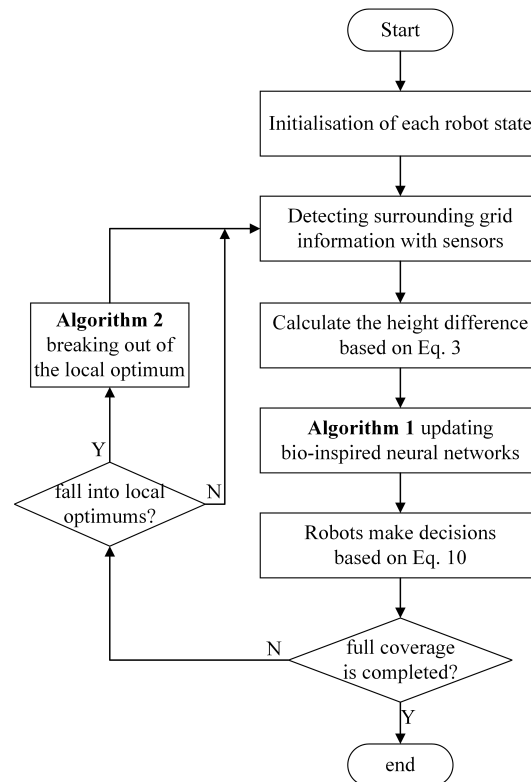 Start
Initialisation of each robot state
Detecting surrounding grid
information with sensors
Calculate the height difference
based on Eq. 3
Algorithm 1 updating
bio-inspired neural networks
Robots make decisions
based on Eq. 10
full coverage
is completed?
N
Y
end
fall into local
optimums?
N
Y
Algorithm 2
breaking out of
the local optimum